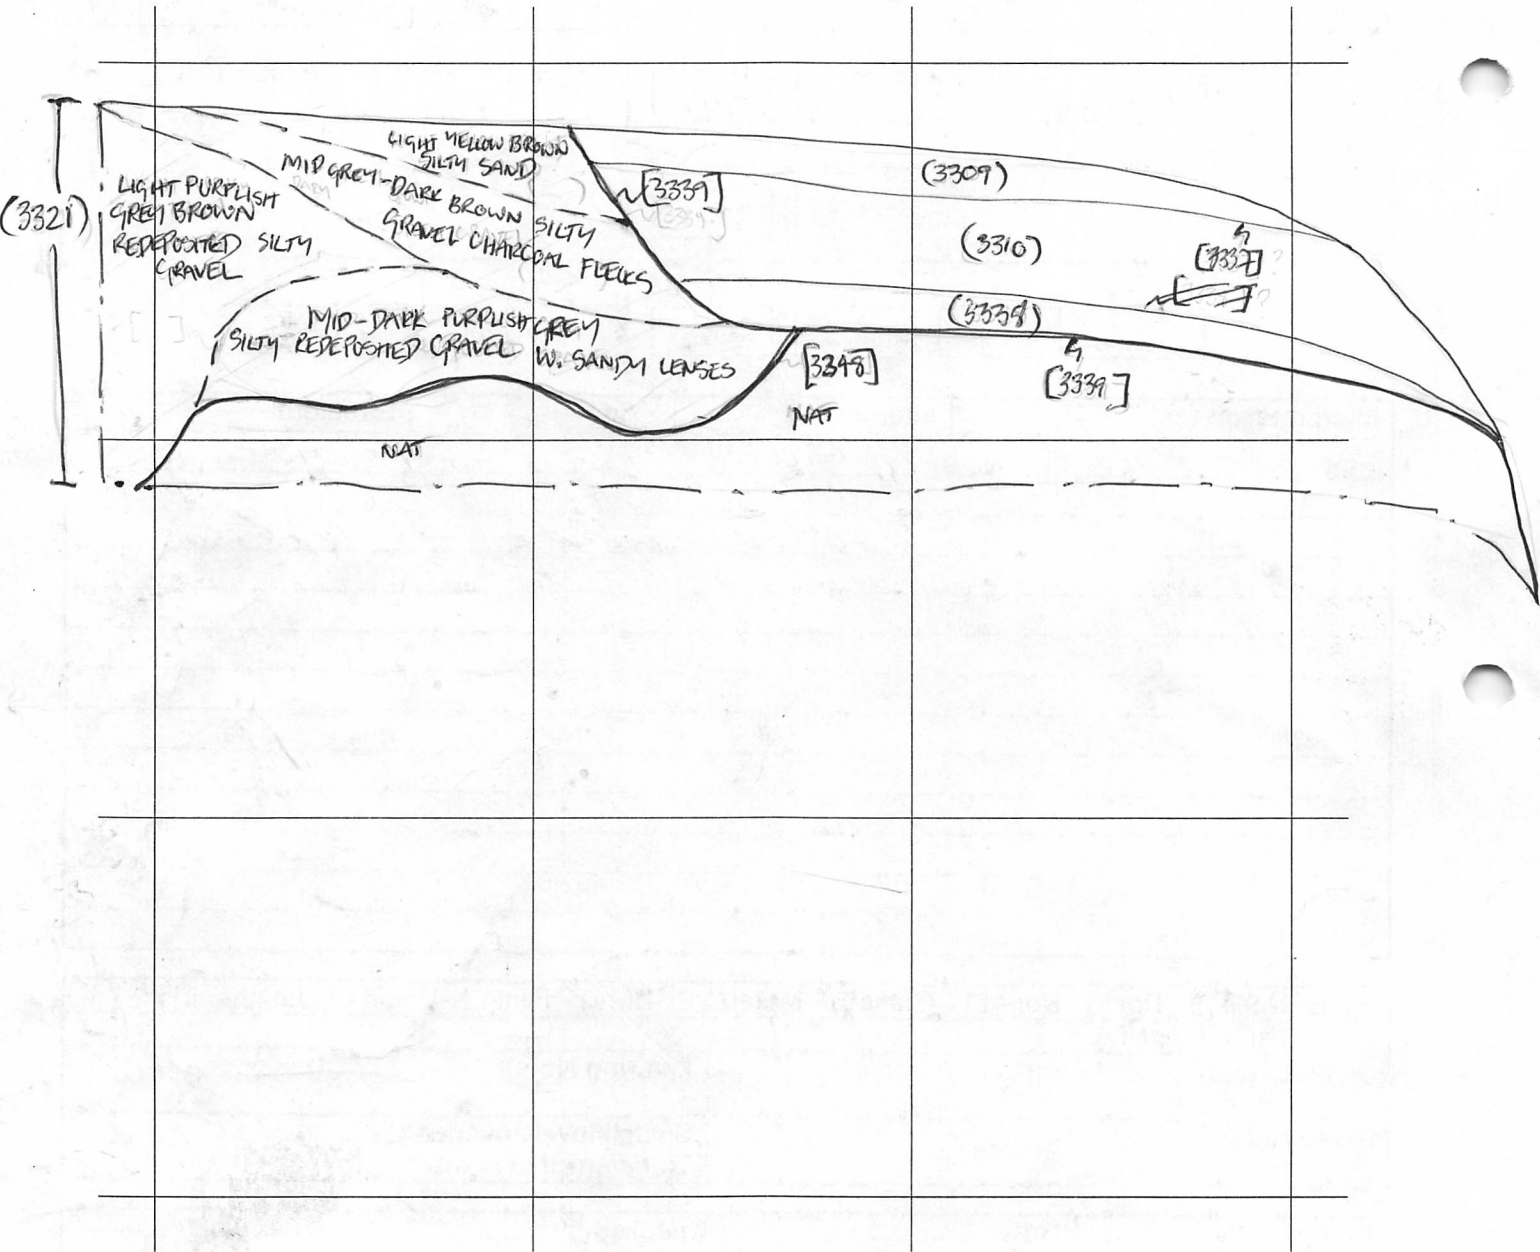 LIGHT YELLOW BROWN
SILTY SAND
MID GREY-DARK BROWN SILTY
GRAVEL CHARCOAL FLECKS
LIGHT PURPLISH
GREY BROWN
REDEPOSITED SILTY
GRAVEL
(3321)
MID-DARK PURPLISH GREY
SILTY REDEPOSITED GRAVEL W. SANDY LENSES
NAT
[3339]
(3309)
(3310)
[3337]?
(3338)
[3348]
NAT
[3339]